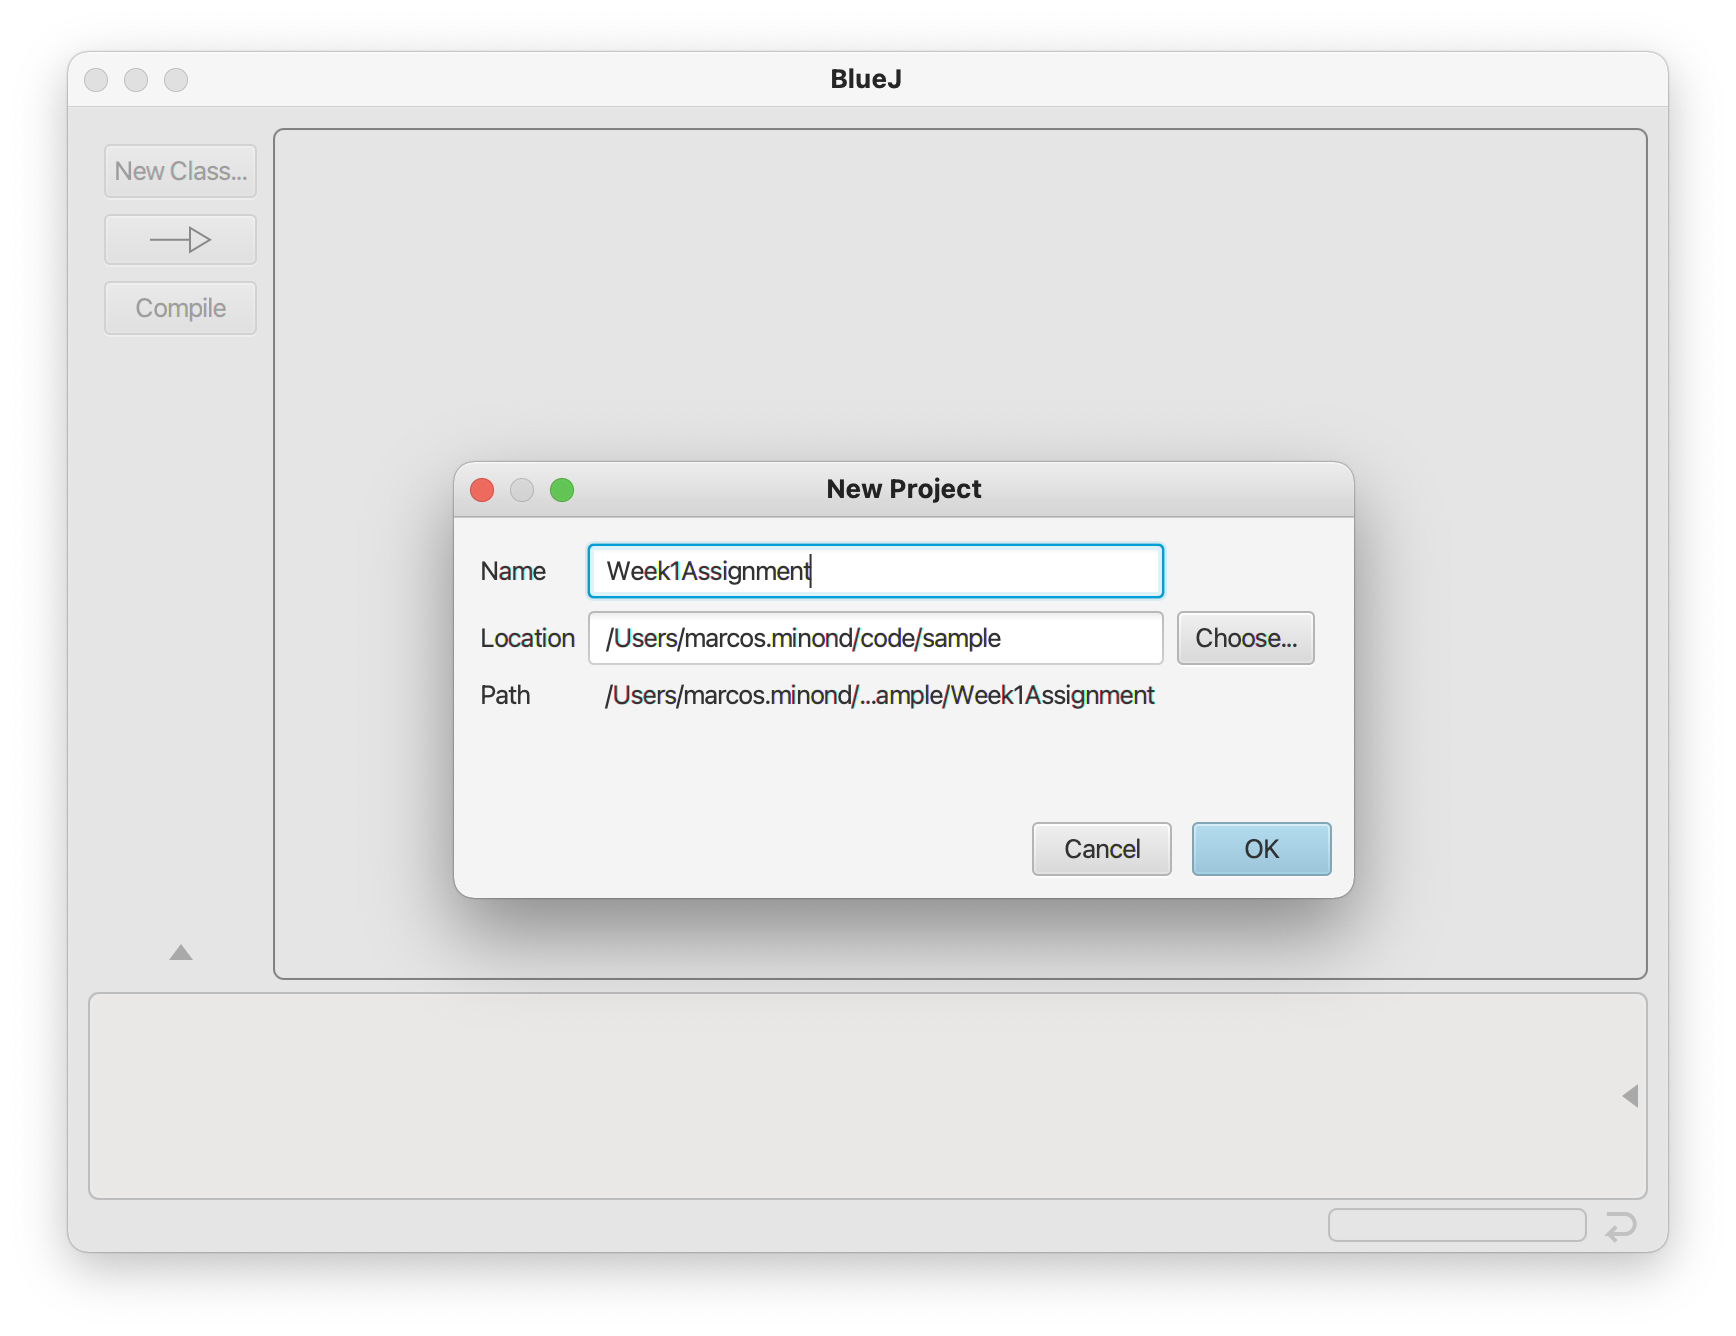 BlueJ
New Class...
Compile
New Project
Name Week1Assignment
Location /Users/marcos.minond/code/sample Choose...
Path /Users/marcos.minond/...ample/Week1Assignment
Cancel OK